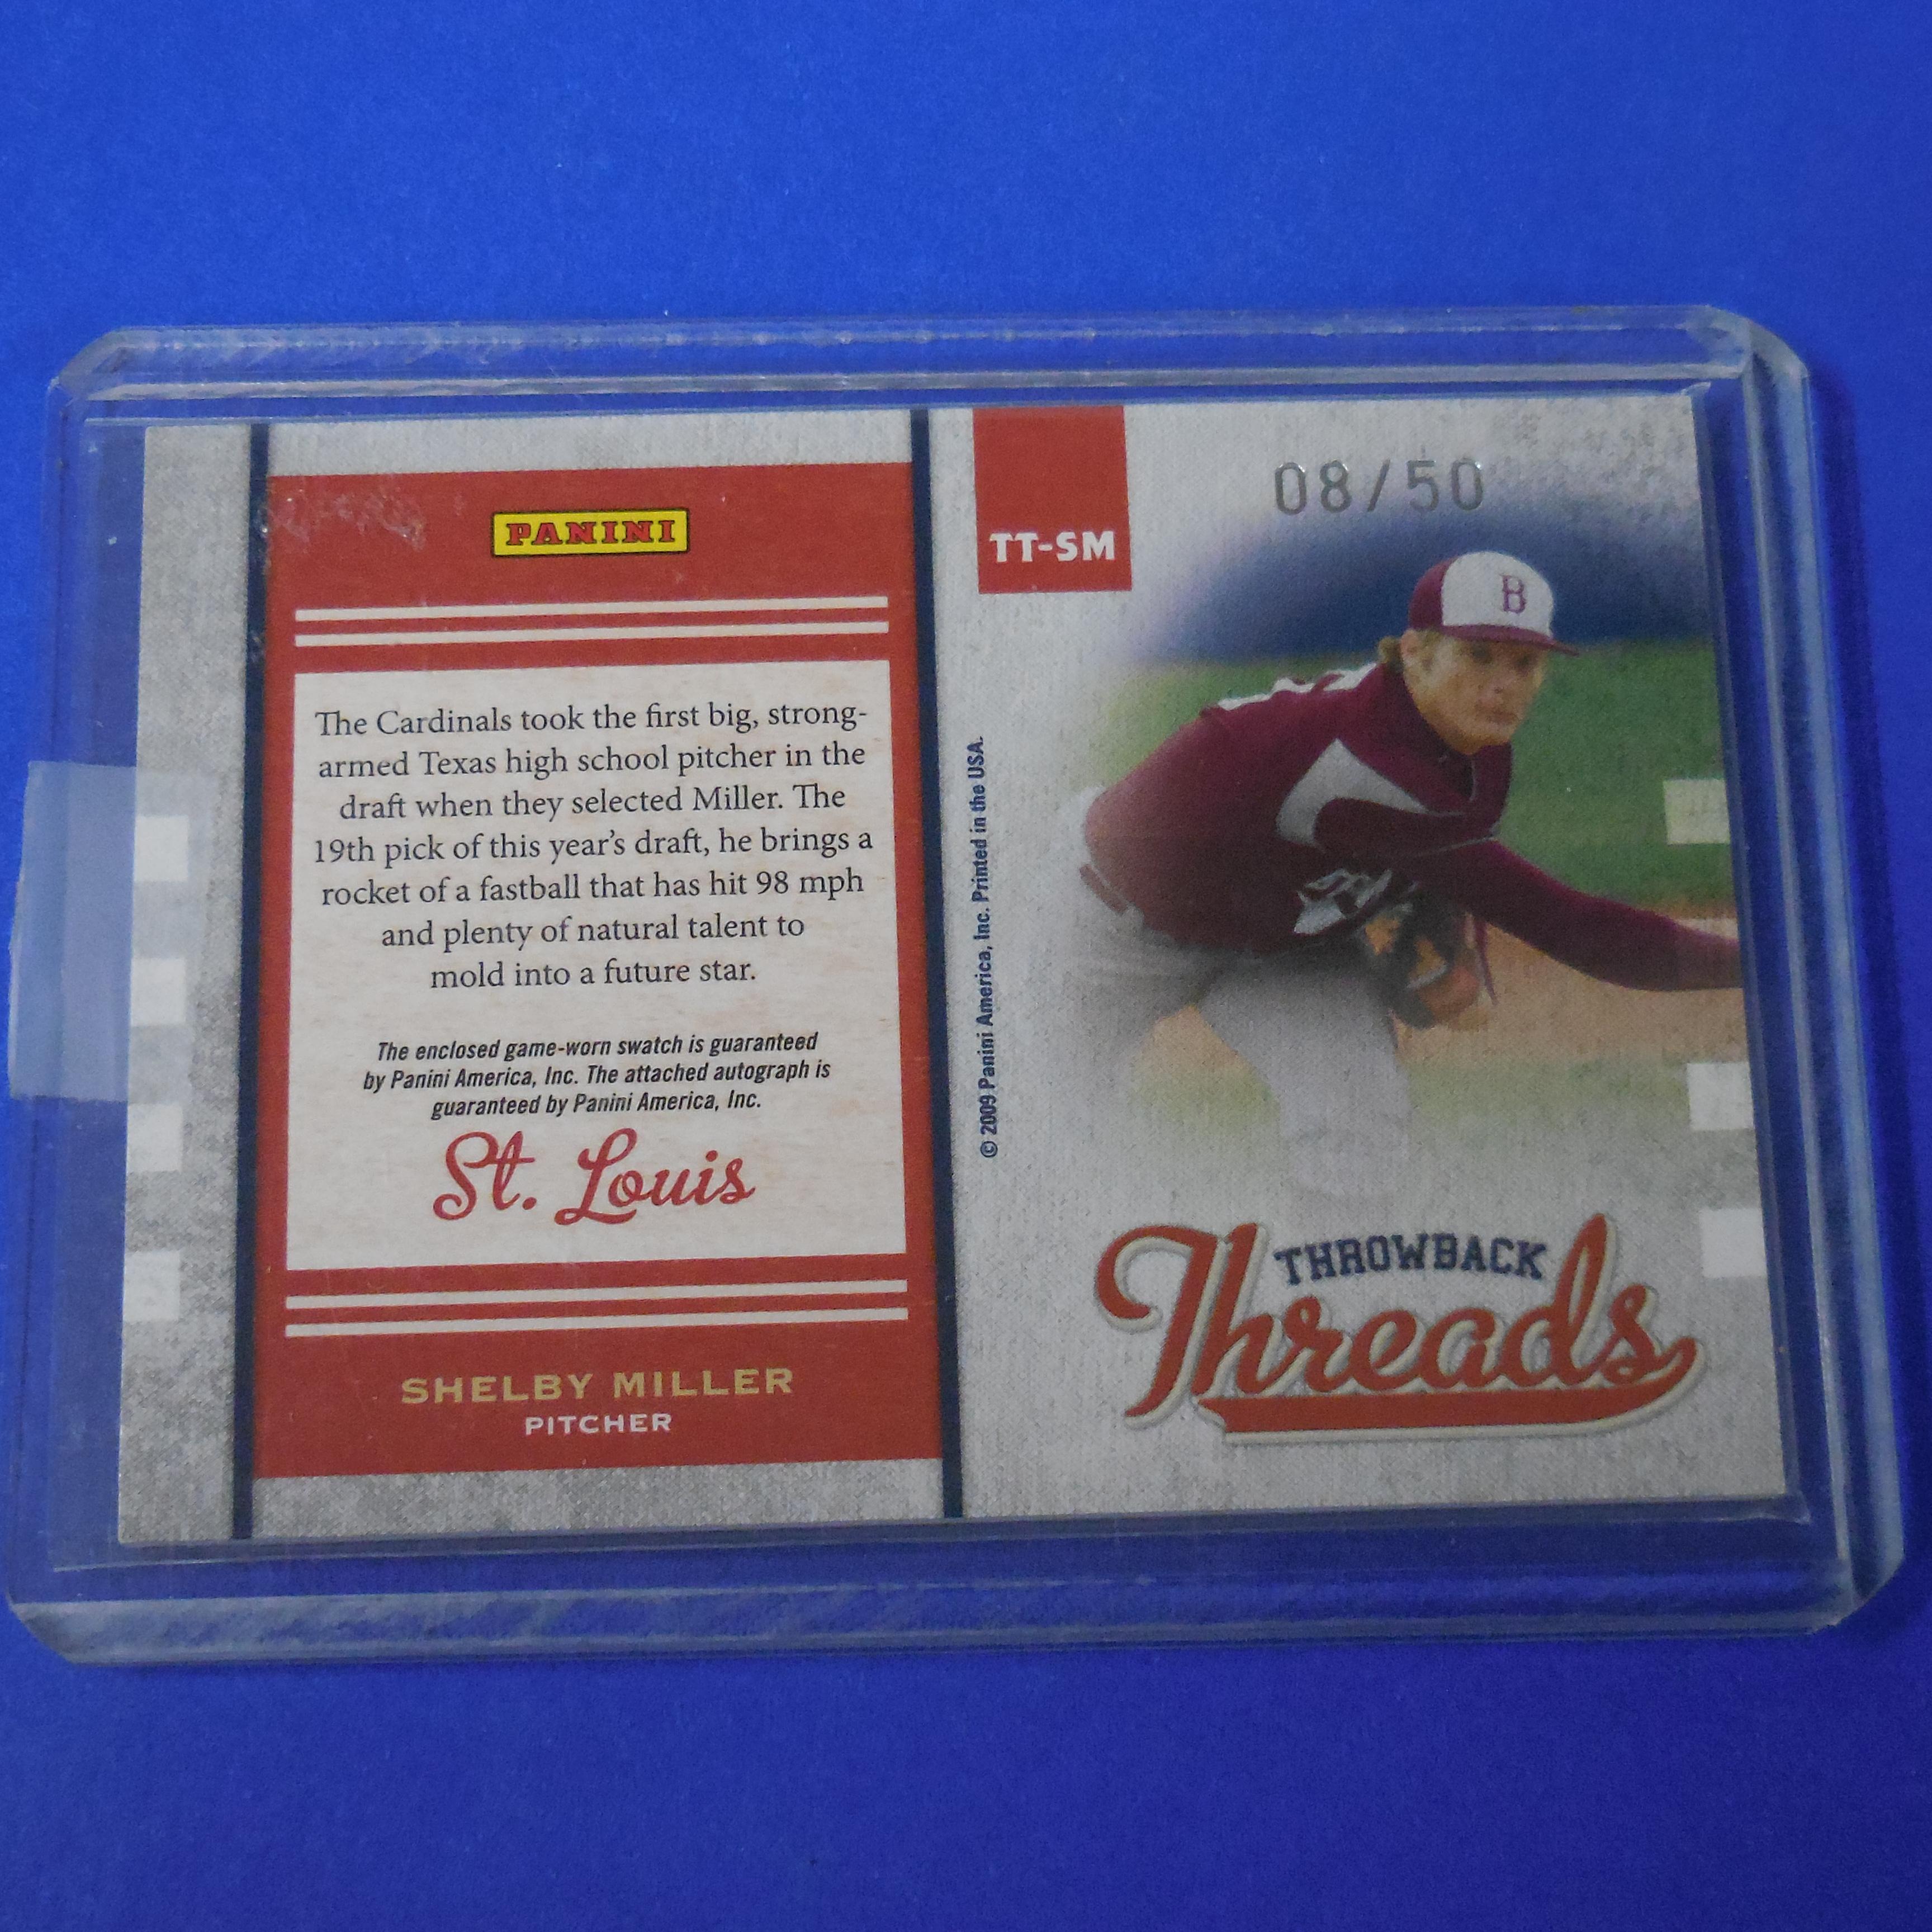 PANINI
The Cardinals took the first big, strong-
armed Texas high school pitcher in the
draft when they selected Miller. The
19th pick of this year’s draft, he brings a
rocket of a fastball that has hit 98 mph
and plenty of natural talent to
mold into a future star.
The enclosed game-worn swatch is guaranteed
by Panini America, Inc. The attached autograph is
guaranteed by Panini America, Inc.
St. Louis
SHELBY MILLER
PITCHER
© 2009 Panini America, Inc. Printed in the USA.
TT-SM
08/50
B
THROWBACK
Threads